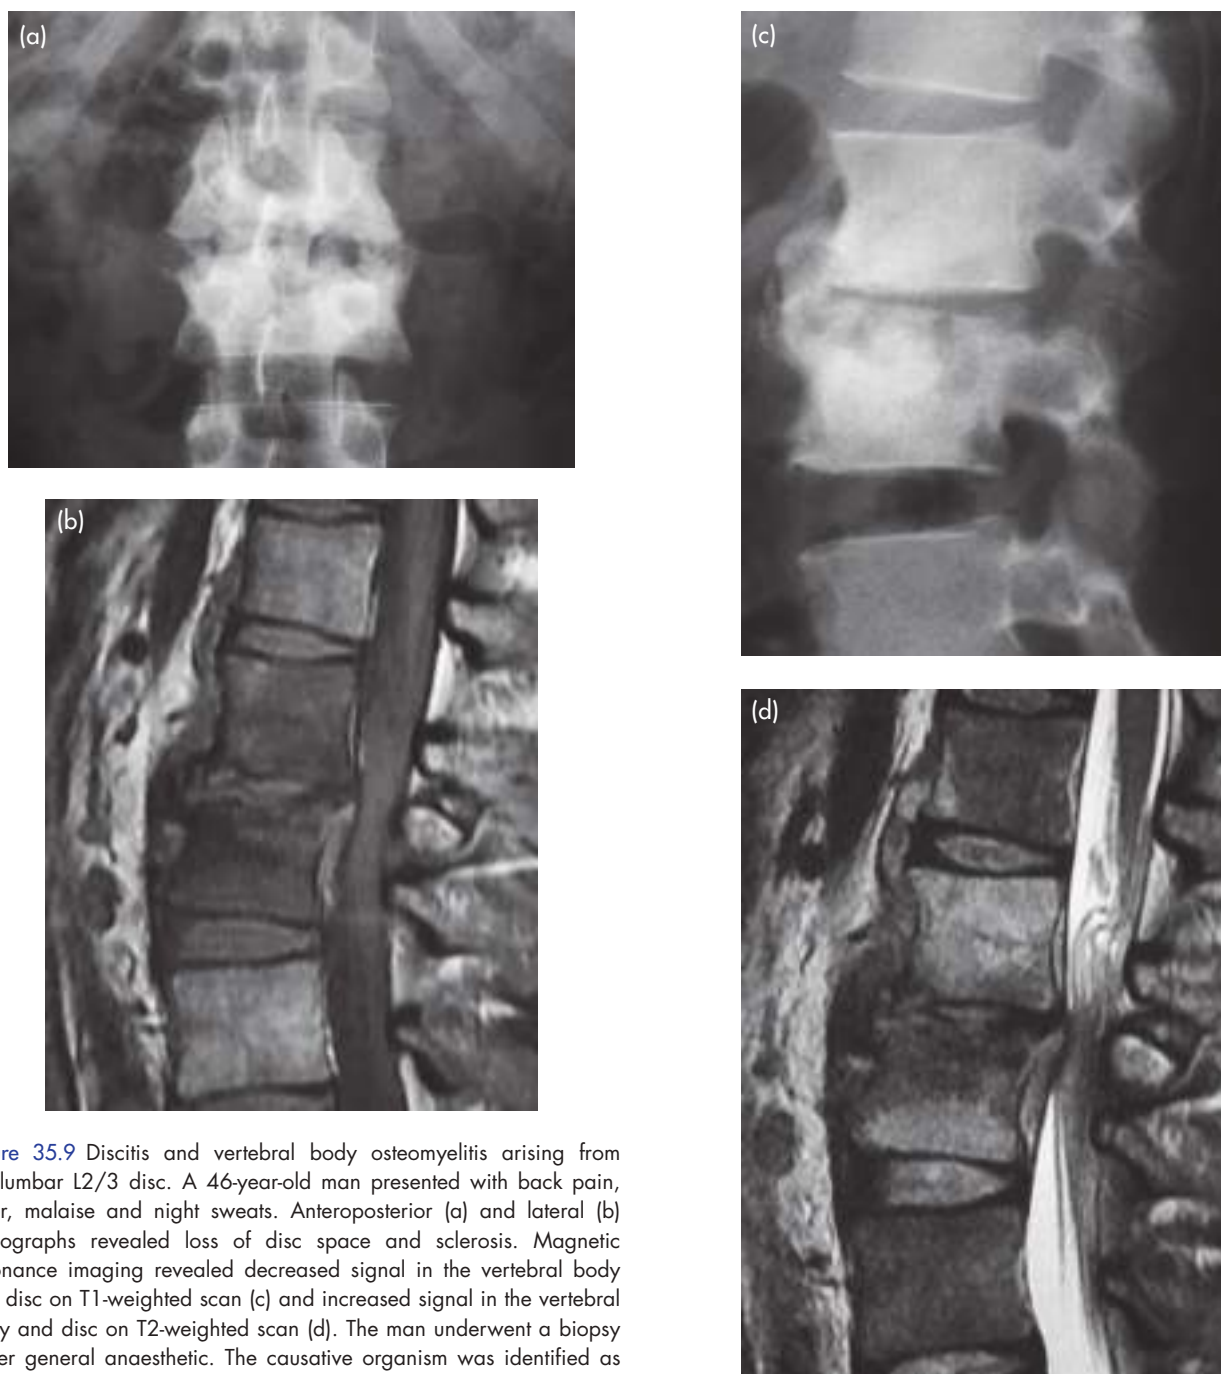 (a)
(c)
(b)
(d)
re 35.9 Discitis and vertebral body osteomyelitis arising from
lumbar L2/3 disc. A 46-year-old man presented with back pain,
r, malaise and night sweats. Anteroposterior (a) and lateral (b)
ographs revealed loss of disc space and sclerosis. Magnetic
onance imaging revealed decreased signal in the vertebral body
disc on T1-weighted scan (c) and increased signal in the vertebral
y and disc on T2-weighted scan (d). The man underwent a biopsy
er general anaesthetic. The causative organism was identified as